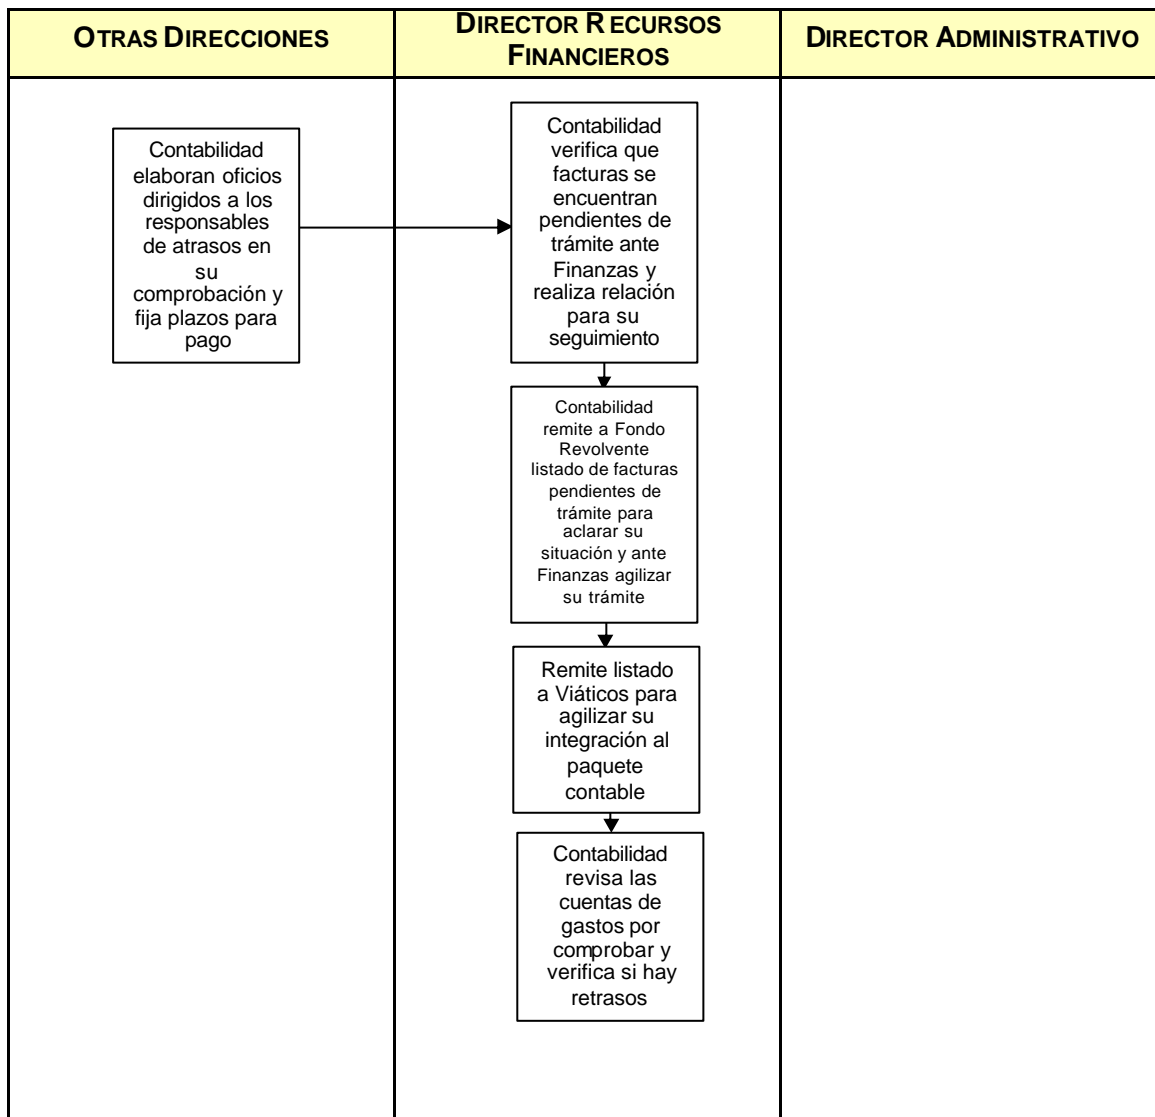 OTRAS DIRECCIONES
DIRECTOR RECURSOS
FINANCIEROS
DIRECTOR ADMINISTRATIVO
Contabilidad
elaboran oficios
dirigidos a los
responsables
de atrasos en
su
comprobación y
fija plazos para
pago
Contabilidad
verifica que
facturas se
encuentran
pendientes de
trámite ante
Finanzas y
realiza relación
para su
seguimiento
Contabilidad
remite a Fondo
Revolvente
listado de facturas
pendientes de
trámite para
aclarar su
situación y ante
Finanzas agilizar
su trámite
Remite listado
a Viáticos para
agilizar su
integración al
paquete
contable
Contabilidad
revisa las
cuentas de
gastos por
comprobar y
verifica si hay
retrasos